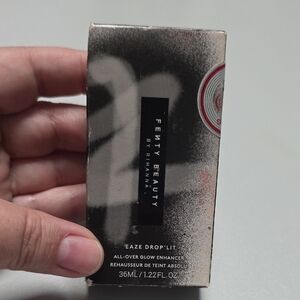 FENTY BEAUTY
BY RIHANNA
EAZE DROP'LIT
ALL-OVER GLOW ENHANCER
REHAUSSEUR DE TEINT ABSOLU
36ML/1.22FL.OZ